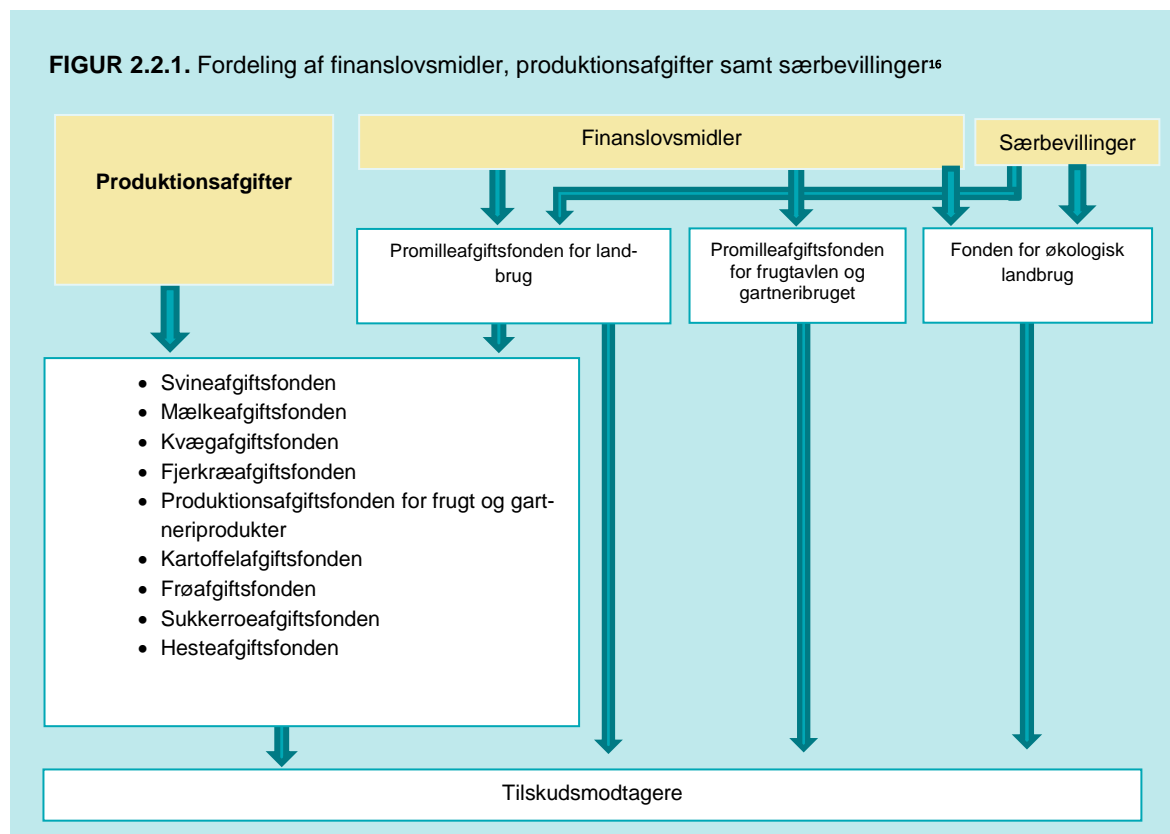 FIGUR 2.2.1. Fordeling af finanslovsmidler, produktionsafgifter samt særbevillinger¹⁶
Produktionsafgifter
Finanslovsmidler
Særbevillinger
Promilleafgiftsfonden for land-
brug
Promilleafgiftsfonden
for frugtavlen og
gartneribruget
Fonden for økologisk
landbrug
• Svineafgiftsfonden
• Mælkeafgiftsfonden
• Kvægafgiftsfonden
• Fjerkræafgiftsfonden
• Produktionsafgiftsfonden for frugt og gart-
neriprodukter
• Kartoffelafgiftsfonden
• Frøafgiftsfonden
• Sukkerroeafgiftsfonden
• Hesteafgiftsfonden
Tilskudsmodtagere